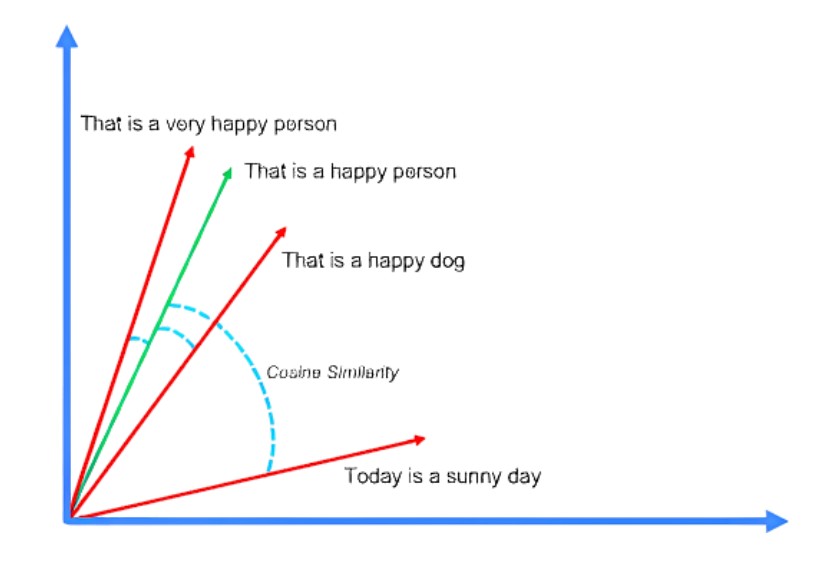 That is a very happy person
That is a happy person
That is a happy dog
Cosine Similarity
Today is a sunny day